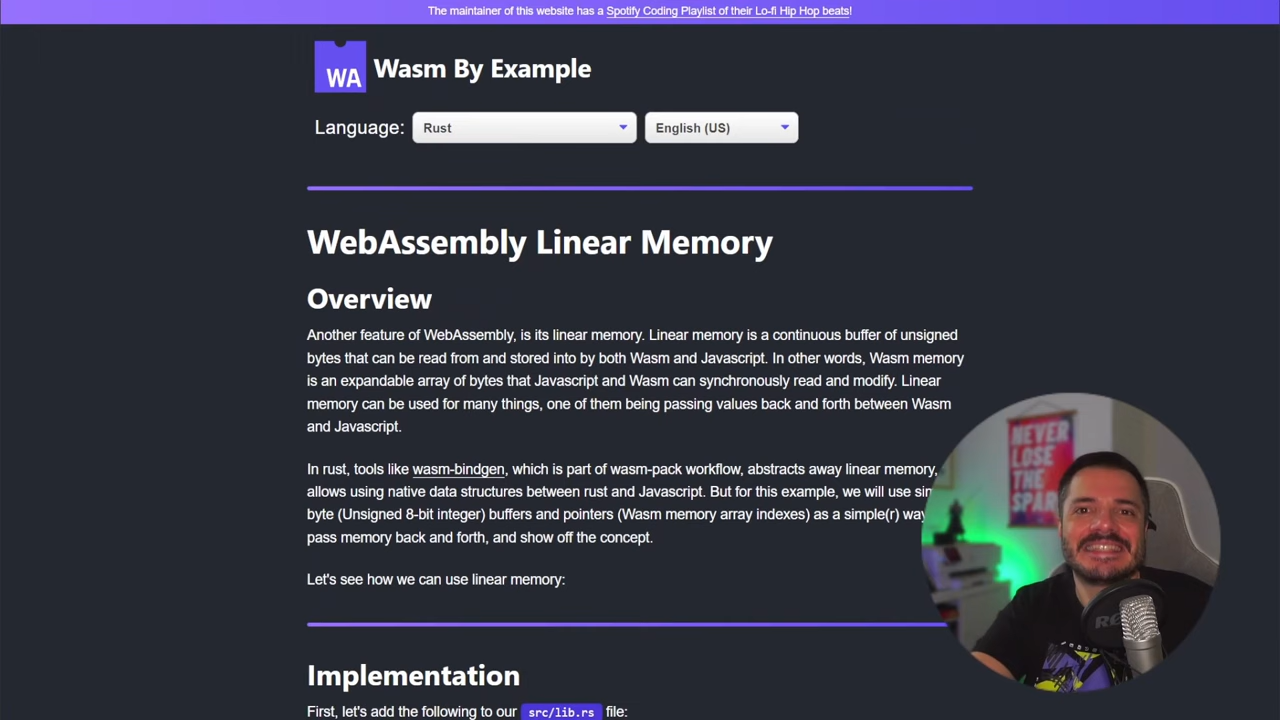 The maintainer of this website has a Spotify Coding Playlist of their Lo-fi Hip Hop beats!
WA
Wasm By Example
Language:
Rust
English (US)
WebAssembly Linear Memory
Overview
Another feature of WebAssembly, is its linear memory. Linear memory is a continuous buffer of unsigned
bytes that can be read from and stored into by both Wasm and Javascript. In other words, Wasm memory
is an expandable array of bytes that Javascript and Wasm can synchronously read and modify. Linear
memory can be used for many things, one of them being passing values back and forth between Wasm
and Javascript.
In rust, tools like wasm-bindgen, which is part of wasm-pack workflow, abstracts away linear memory,
allows using native data structures between rust and Javascript. But for this example, we will use
byte (Unsigned 8-bit integer) buffers and pointers (Wasm memory array indexes) as a simple(r)
pass memory back and forth, and show off the concept.
Let's see how we can use linear memory:
Implementation
First, let's add the following to our src/lib.rs file:
NEVER
LOSE
THE